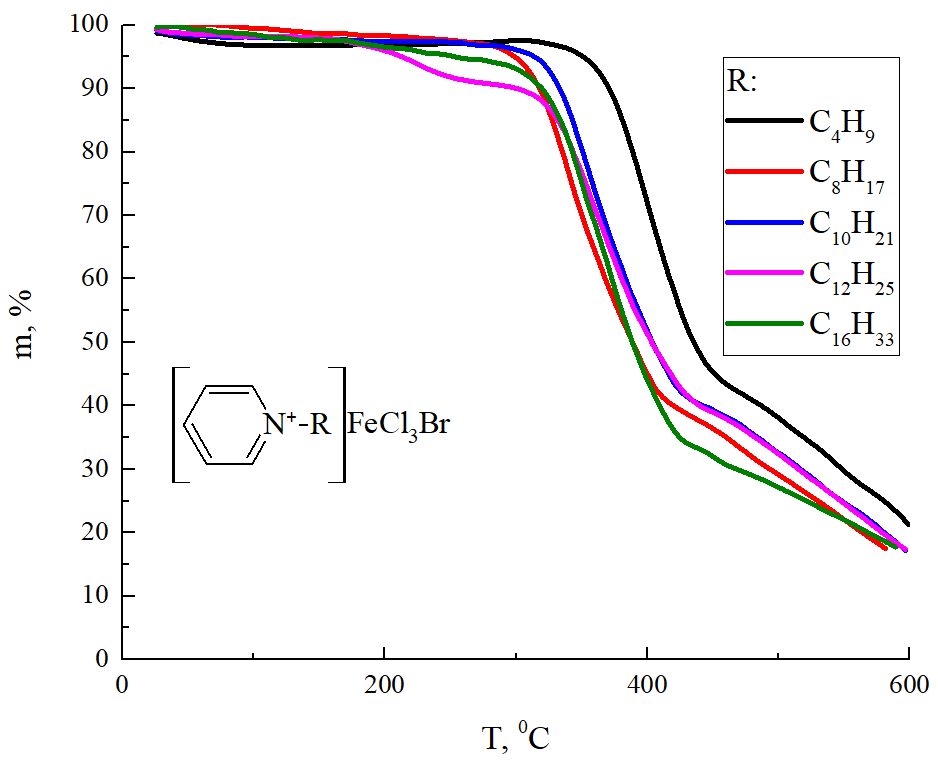 m, %
100
90
80
70
60
50
40
30
20
10
0
0 200 400 600
T, ⁰C
R:
C₄H₉
C₈H₁₇
C₁₀H₂₁
C₁₂H₂₅
C₁₆H₃₃
N⁺-R FeCl₃Br